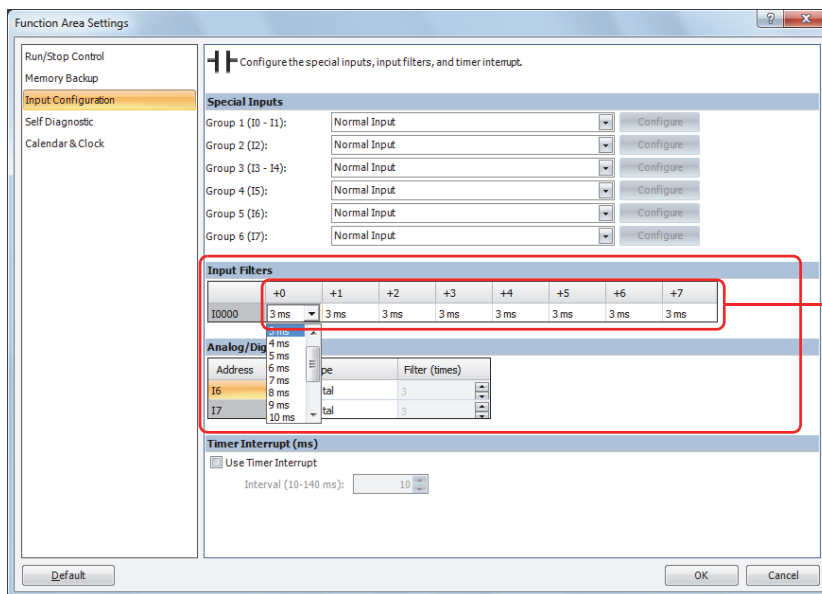 Function Area Settings
?
x
Run/Stop Control
Memory Backup
Input Configuration
Self Diagnostic
Calendar & Clock
Configure the special inputs, input filters, and timer interrupt.
Special Inputs
Group 1 (I0 - I1): Normal Input Configure
Group 2 (I2): Normal Input Configure
Group 3 (I3 - I4): Normal Input Configure
Group 4 (I5): Normal Input Configure
Group 5 (I6): Normal Input Configure
Group 6 (I7): Normal Input Configure
Input Filters
+0 +1 +2 +3 +4 +5 +6 +7
I0000 3 ms 3 ms 3 ms 3 ms 3 ms 3 ms 3 ms 3 ms
3 ms
4 ms
5 ms
6 ms
7 ms
8 ms
9 ms
10 ms
Analog/Dig
Address pe Filter (times)
I6 tal 3
I7 tal 3
Timer Interrupt (ms)
Use Timer Interrupt
Interval (10-140 ms): 10
Default OK Cancel